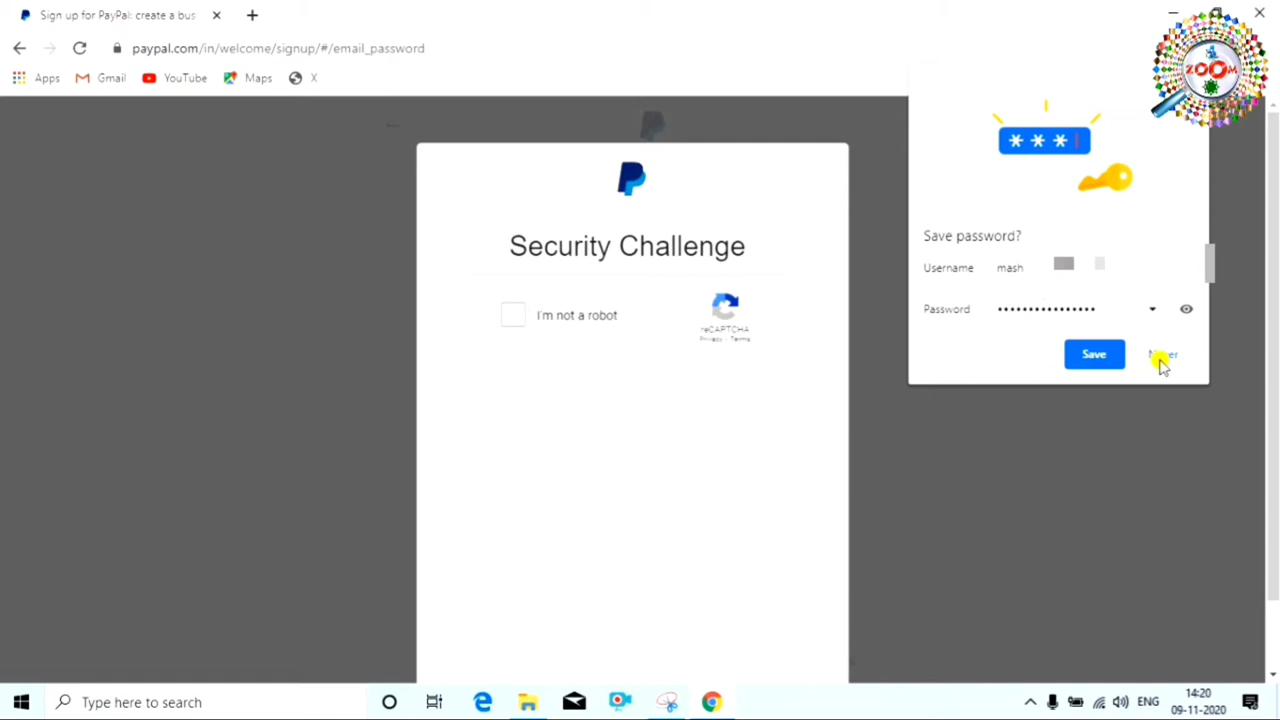 Sign up for PayPal: create a bus
paypal.com/in/welcome/signup/#/email_password
Apps Gmail YouTube Maps X
ZOOM
* * *
Security Challenge
I'm not a robot
reCAPTCHA
Privacy - Terms
Save password?
Username mash
Password ••••••••••••••••
Save
Type here to search
ENG
14:20
09-11-2020